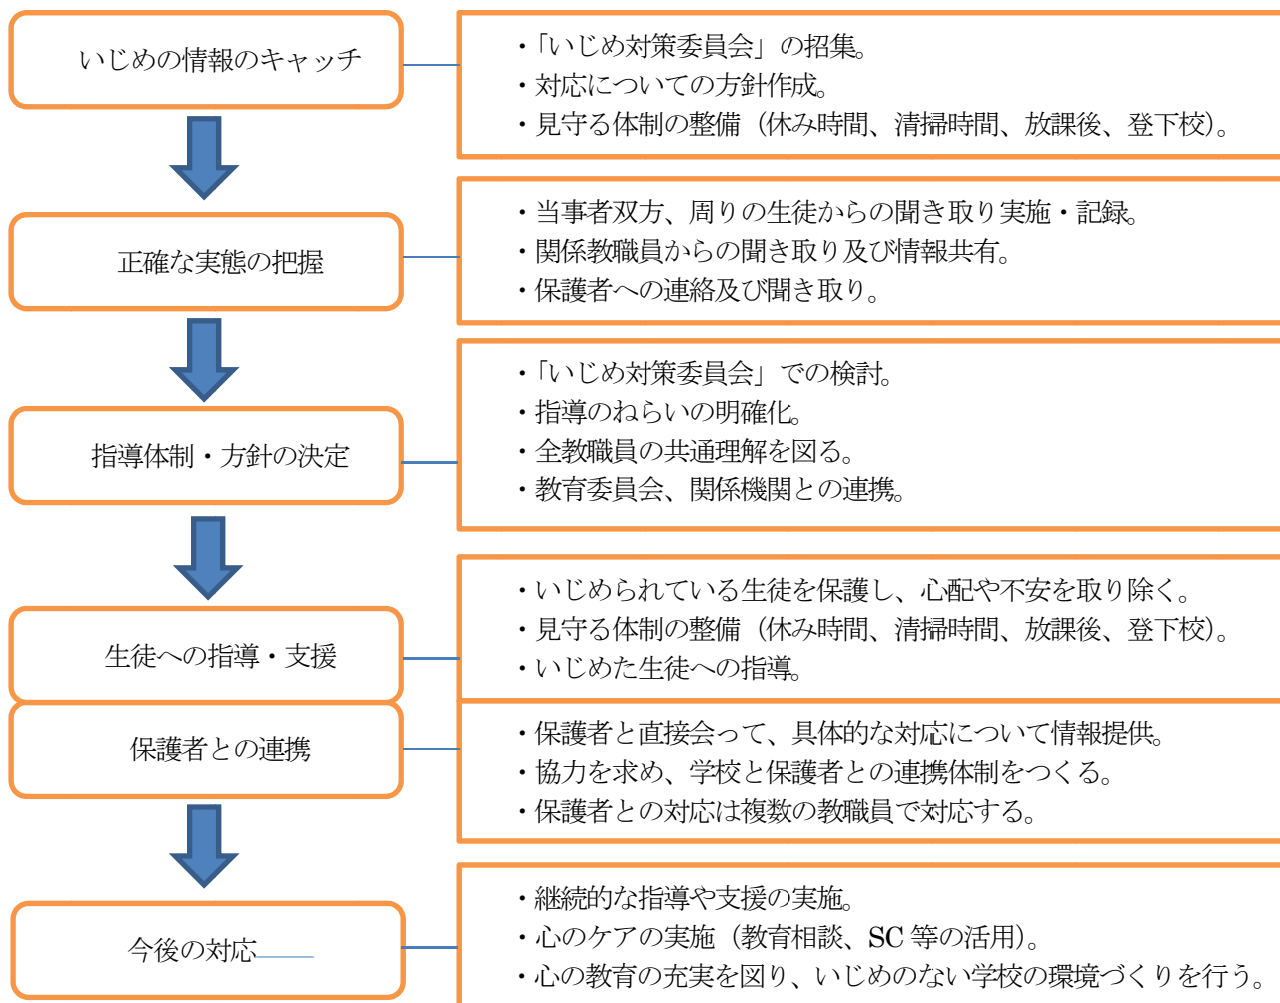 いじめの情報のキャッチ
・「いじめ対策委員会」の招集。
・対応についての方針作成。
・見守る体制の整備（休み時間、清掃時間、放課後、登下校）。
正確な実態の把握
・当事者双方、周りの生徒からの聞き取り実施・記録。
・関係教職員からの聞き取り及び情報共有。
・保護者への連絡及び聞き取り。
指導体制・方針の決定
・「いじめ対策委員会」での検討。
・指導のねらいの明確化。
・全教職員の共通理解を図る。
・教育委員会、関係機関との連携。
生徒への指導・支援
・いじめられている生徒を保護し、心配や不安を取り除く。
・見守る体制の整備（休み時間、清掃時間、放課後、登下校）。
・いじめた生徒への指導。
保護者との連携
・保護者と直接会って、具体的な対応について情報提供。
・協力を求め、学校と保護者との連携体制をつくる。
・保護者との対応は複数の教職員で対応する。
今後の対応
・継続的な指導や支援の実施。
・心のケアの実施（教育相談、SC 等の活用）。
・心の教育の充実を図り、いじめのない学校の環境づくりを行う。